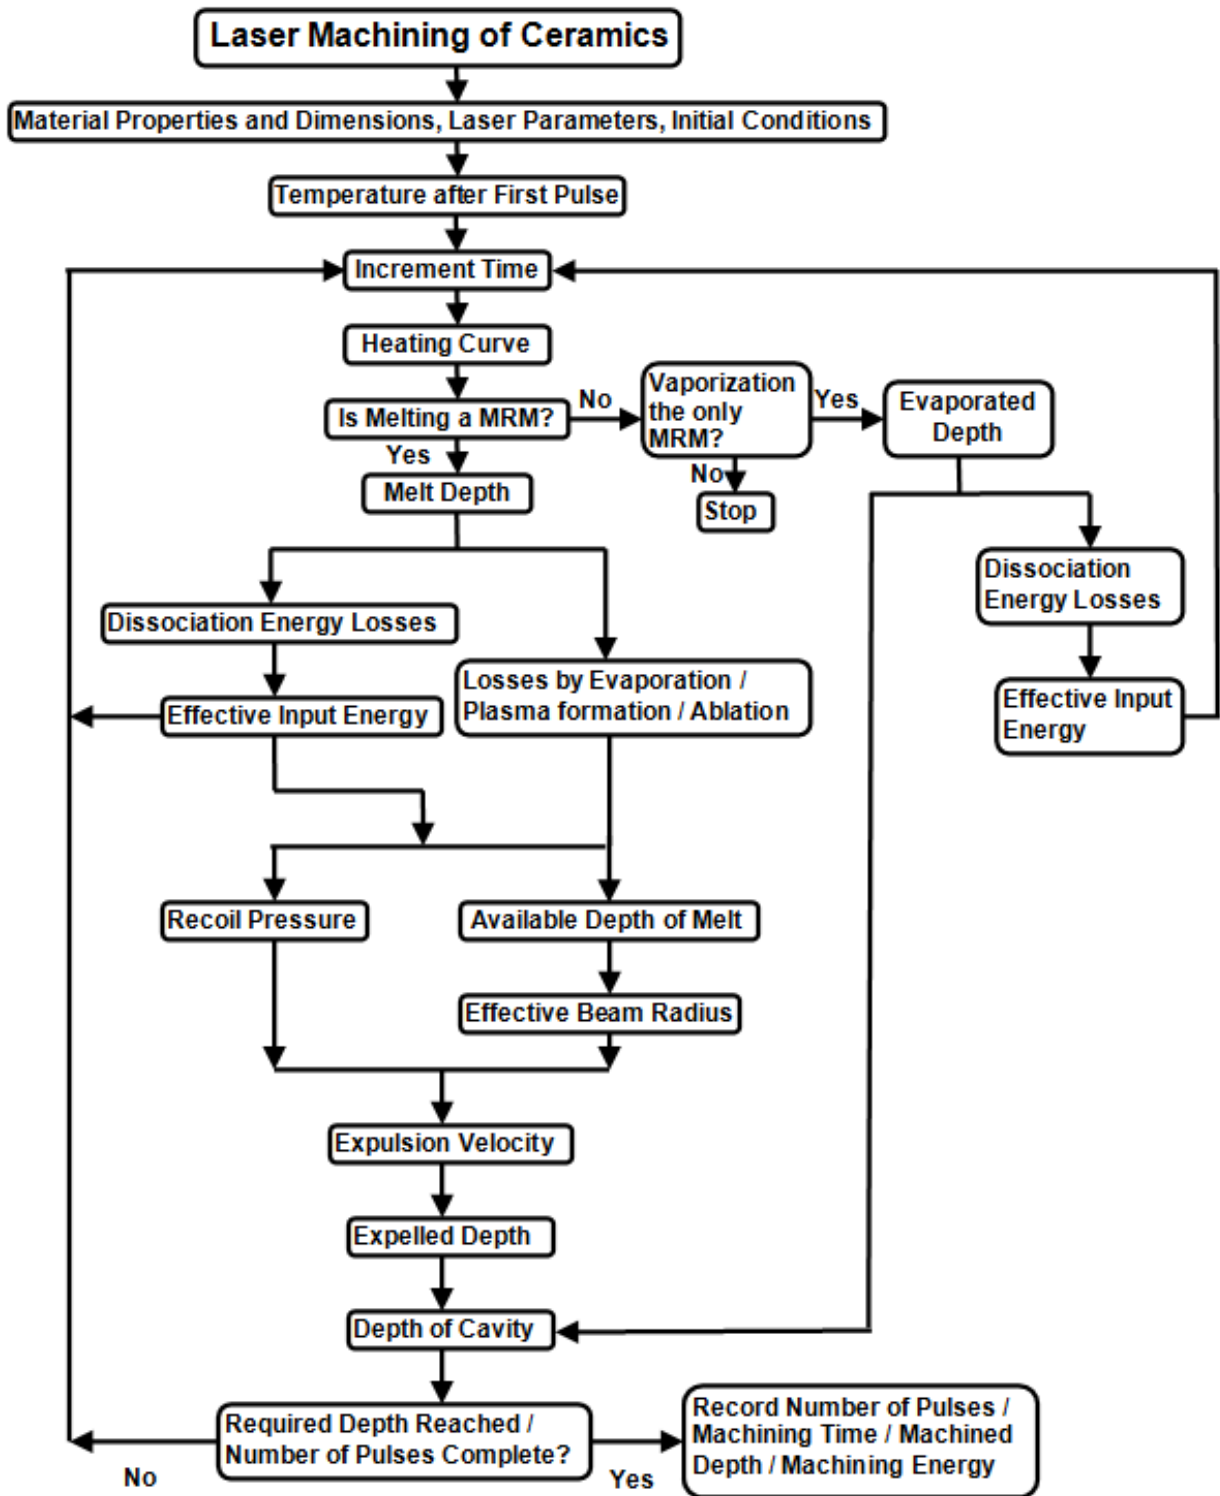 Laser Machining of Ceramics
Material Properties and Dimensions, Laser Parameters, Initial Conditions
Temperature after First Pulse
Increment Time
Heating Curve
Is Melting a MRM?
No
Vaporization
the only
MRM?
Yes
Evaporated
Depth
Yes
No
Melt Depth
Stop
Dissociation
Energy Losses
Dissociation Energy Losses
Losses by Evaporation /
Plasma formation / Ablation
Effective Input Energy
Effective Input
Energy
Recoil Pressure
Available Depth of Melt
Effective Beam Radius
Expulsion Velocity
Expelled Depth
Depth of Cavity
Required Depth Reached /
Number of Pulses Complete?
No
Yes
Record Number of Pulses /
Machining Time / Machined
Depth / Machining Energy